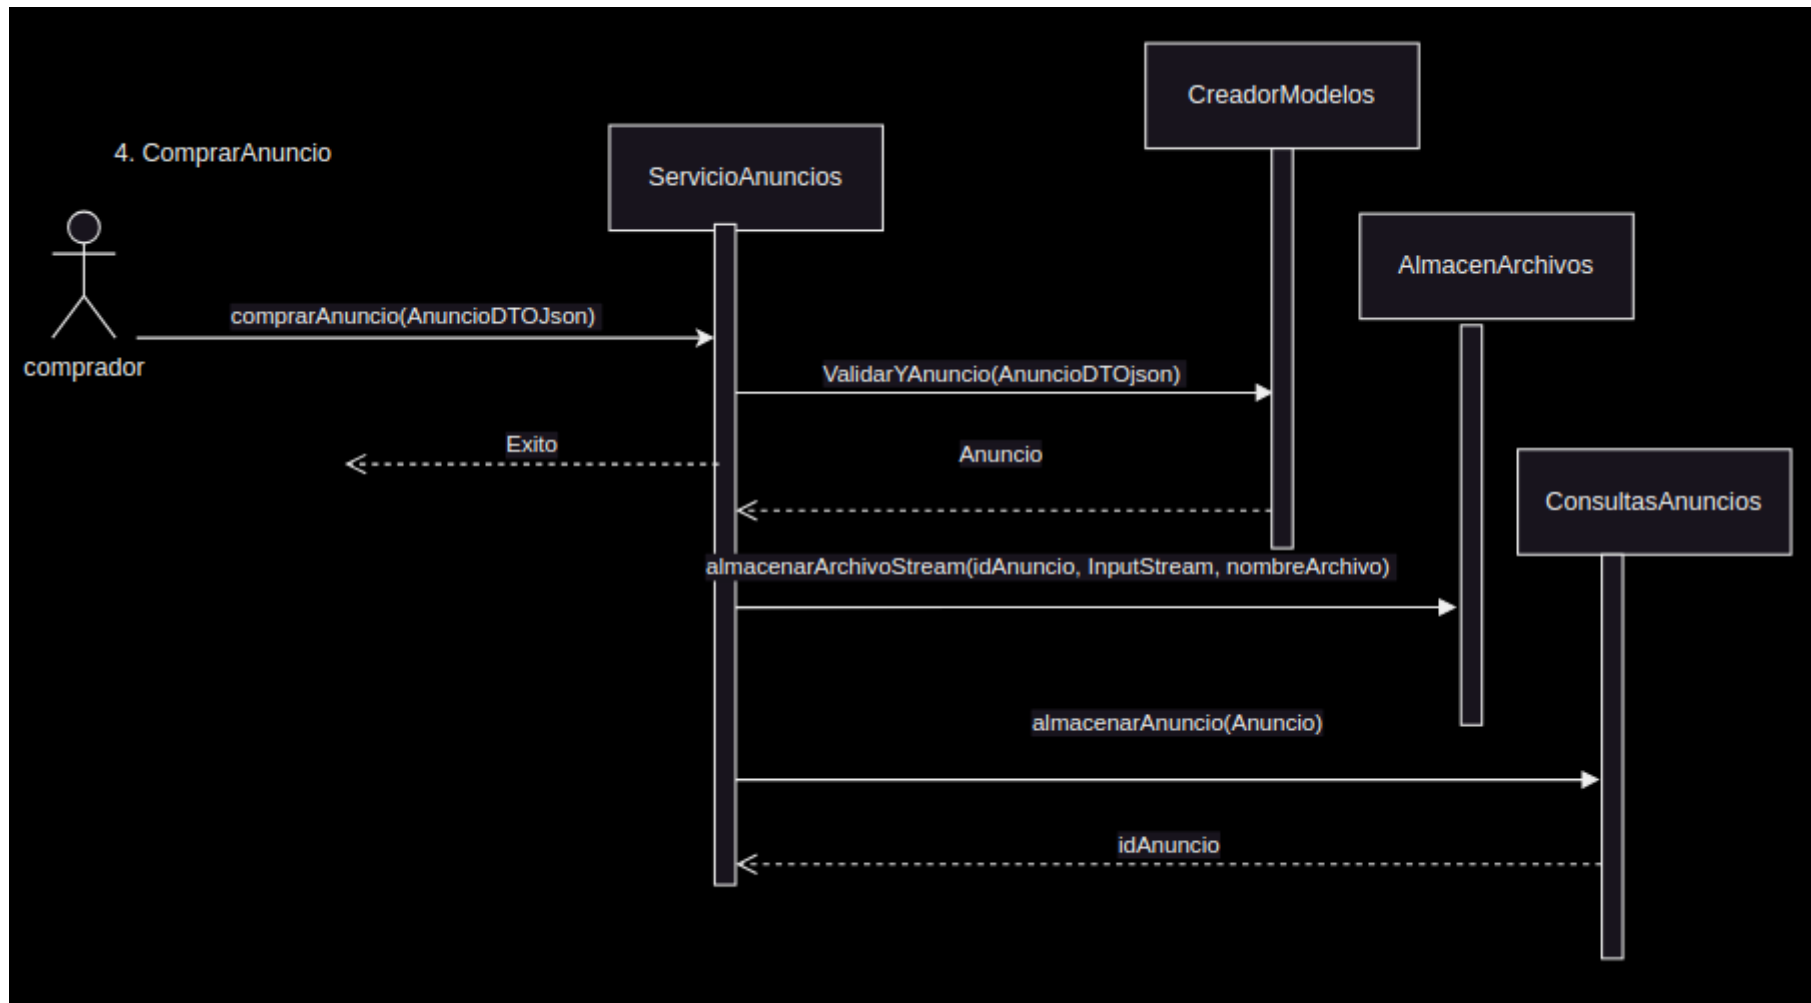 CreadorModelos
4. ComprarAnuncio
ServicioAnuncios
AlmacenArchivos
comprarAnuncio(AnuncioDTOJson)
comprador
ValidarYAnuncio(AnuncioDTOjson)
Exito
Anuncio
ConsultasAnuncios
almacenarArchivoStream(idAnuncio, InputStream, nombreArchivo)
almacenarAnuncio(Anuncio)
idAnuncio